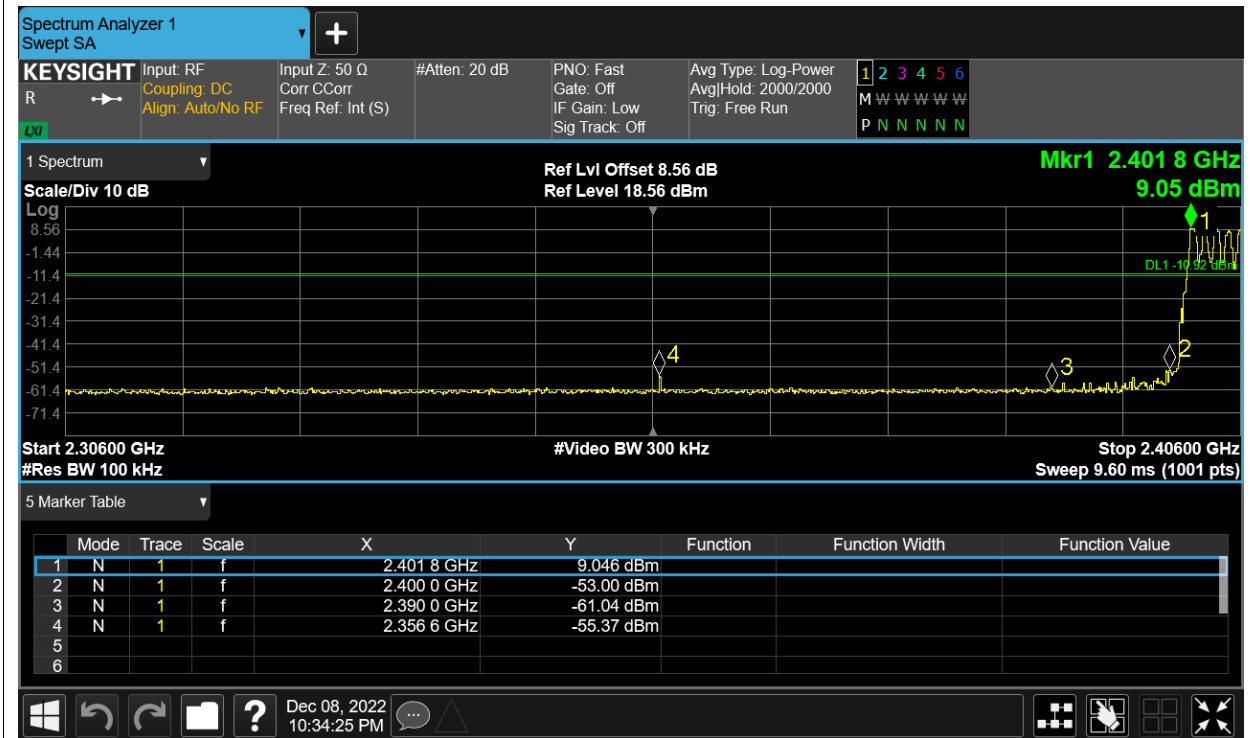 Spectrum Analyzer 1
Swept SA
+
KEYSIGHT Input: RF Input Z: 50 Ω #Atten: 20 dB PNO: Fast Avg Type: Log-Power 1 2 3 4 5 6
R Coupling: DC Corr CCorr Gate: Off Avg|Hold: 2000/2000 M W W W W W
Align: Auto/No RF Freq Ref: Int (S) IF Gain: Low Trig: Free Run
LXI Sig Track: Off P N N N N N
1 Spectrum Ref Lvl Offset 8.56 dB Mkr1 2.401 8 GHz
Scale/Div 10 dB Ref Level 18.56 dBm 9.05 dBm
Log
1
8.56
-1.44
DL1 -10.92 dBm
-11.4
-21.4
-31.4
-41.4
4 2
-51.4
3
-61.4
-71.4
Start 2.30600 GHz #Video BW 300 kHz Stop 2.40600 GHz
#Res BW 100 kHz Sweep 9.60 ms (1001 pts)
5 Marker Table
Mode Trace Scale X Y Function Function Width Function Value
1 N 1 f 2.401 8 GHz 9.046 dBm
2 N 1 f 2.400 0 GHz -53.00 dBm
3 N 1 f 2.390 0 GHz -61.04 dBm
4 N 1 f 2.356 6 GHz -55.37 dBm
5
6
? Dec 08, 2022
10:34:25 PM